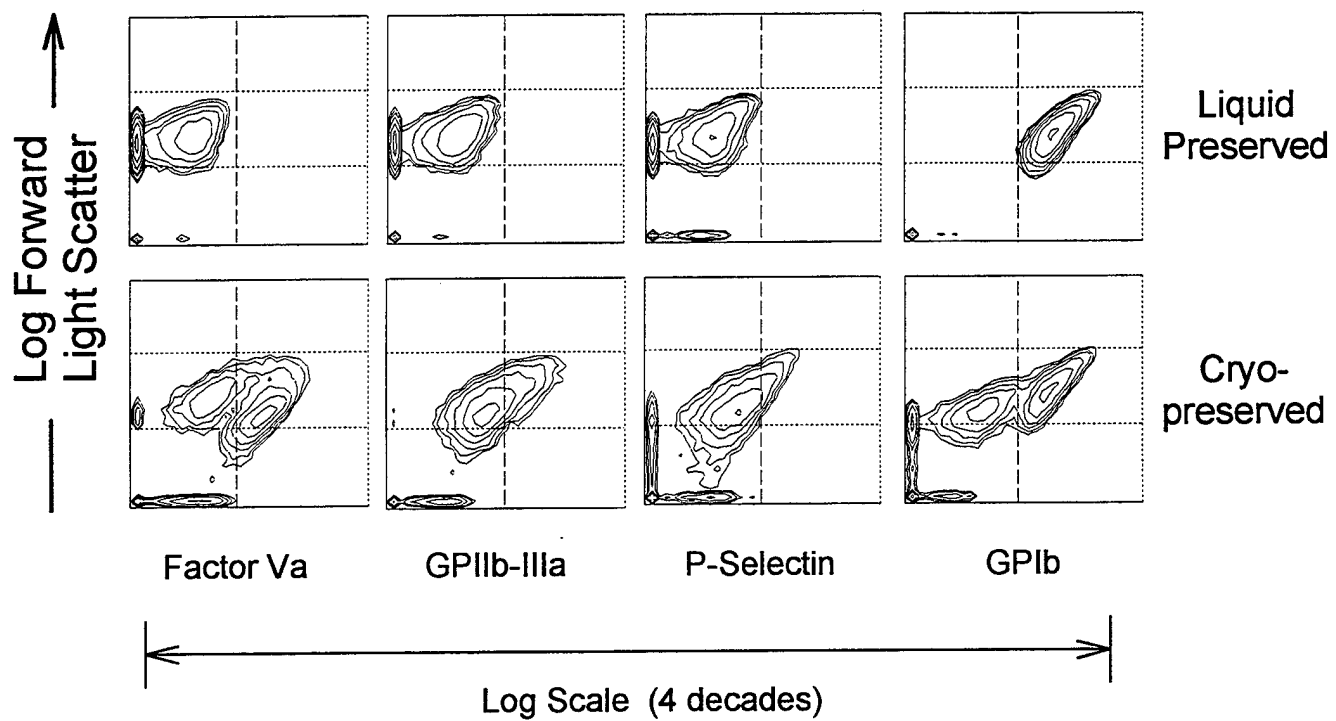 Log Forward
Light Scatter
Liquid
Preserved
Cryo-
preserved
Factor Va
GPIIb-IIIa
P-Selectin
GPIb
Log Scale (4 decades)